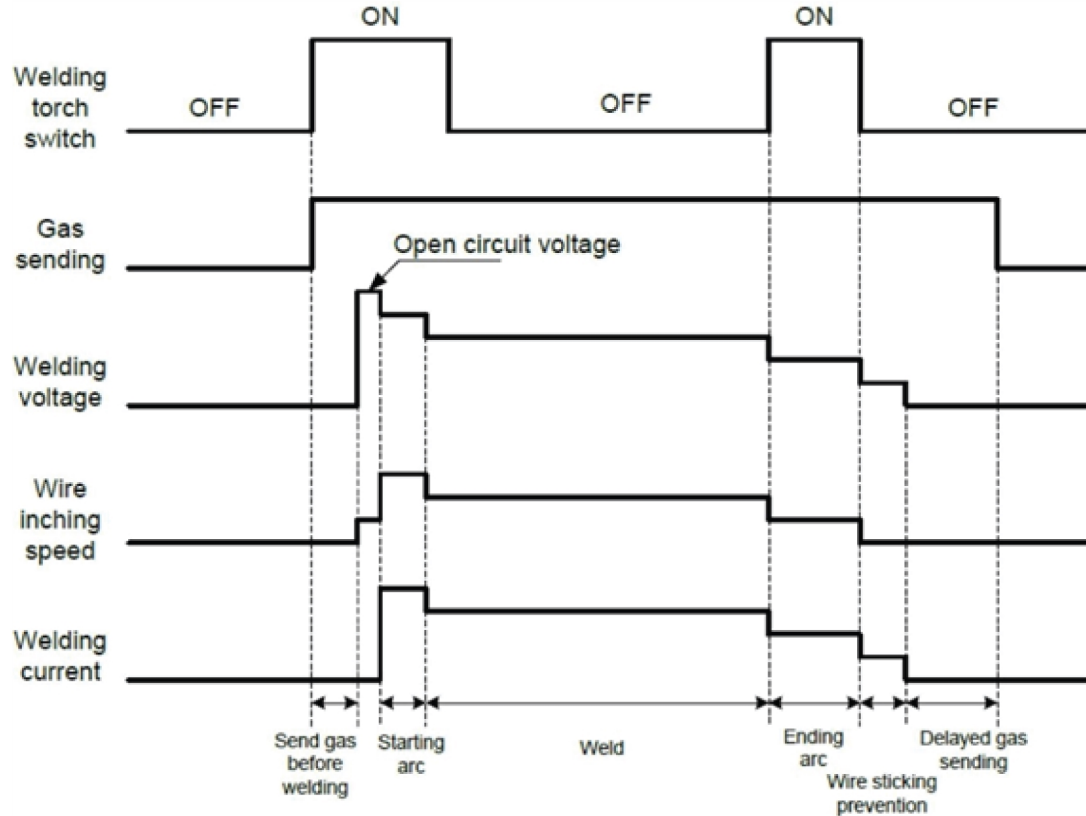 ON
ON
Welding
torch
switch
OFF
OFF
OFF
Gas
sending
Open circuit voltage
Welding
voltage
Wire
inching
speed
Welding
current
Send gas
before
welding
Starting
arc
Weld
Ending
arc
Wire sticking
prevention
Delayed gas
sending